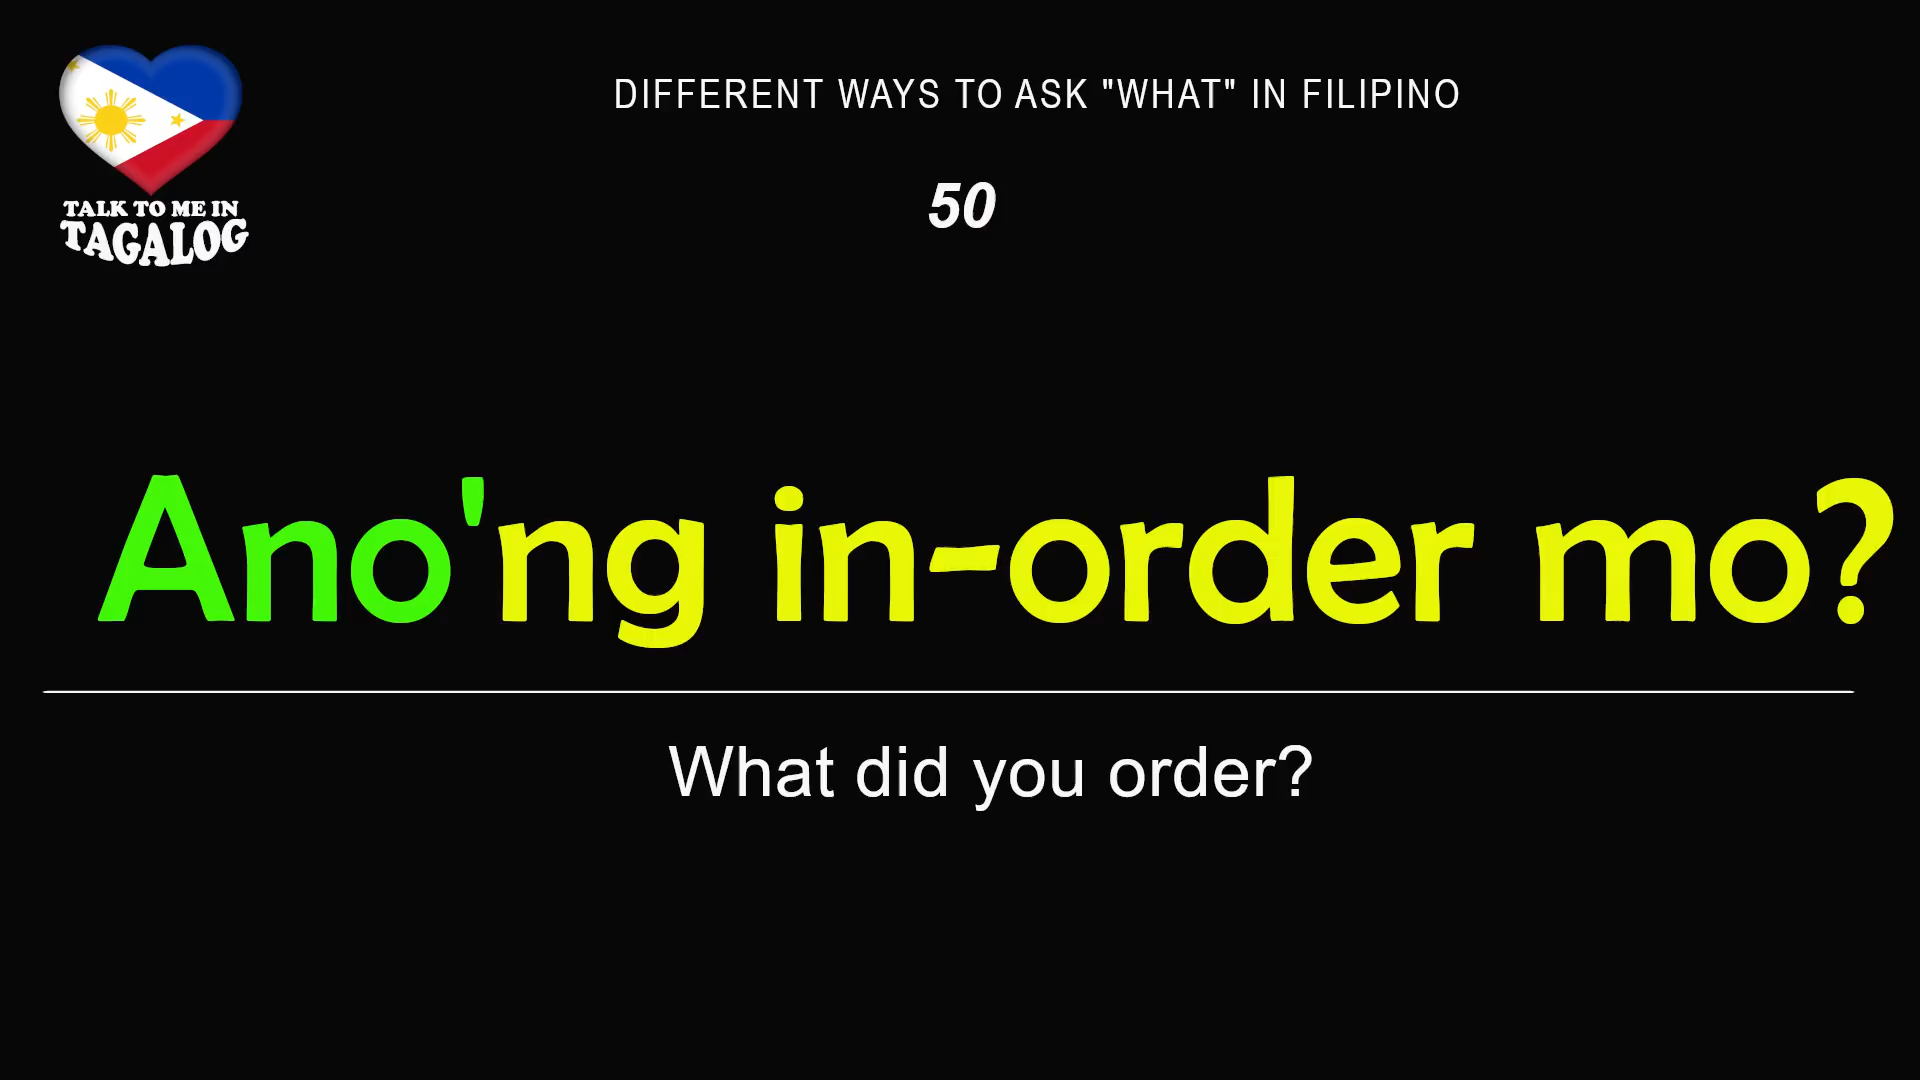 TALK TO ME IN
TAGALOG
DIFFERENT WAYS TO ASK "WHAT" IN FILIPINO
50
Ano'ng in-order mo?
What did you order?